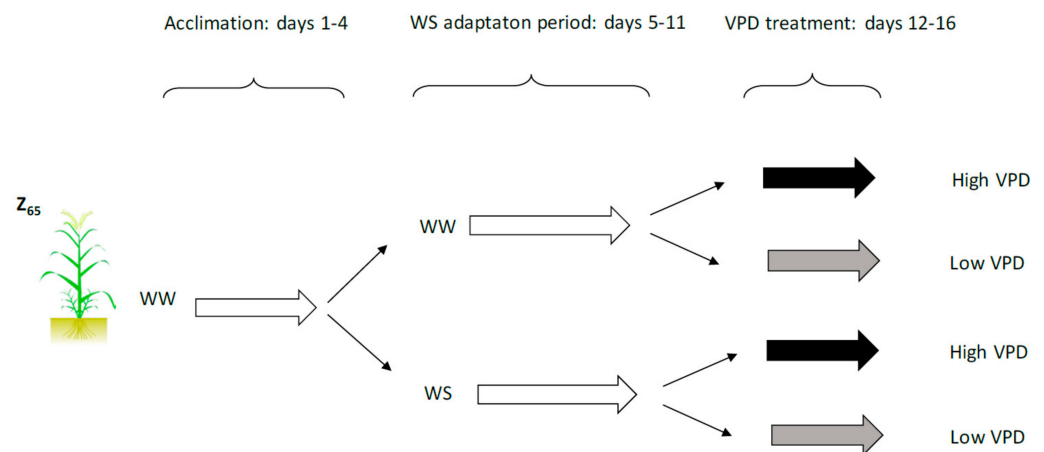 Acclimation: days 1-4
WS adaptaton period: days 5-11
VPD treatment: days 12-16
Z65
WW
WW
WS
High VPD
Low VPD
High VPD
Low VPD